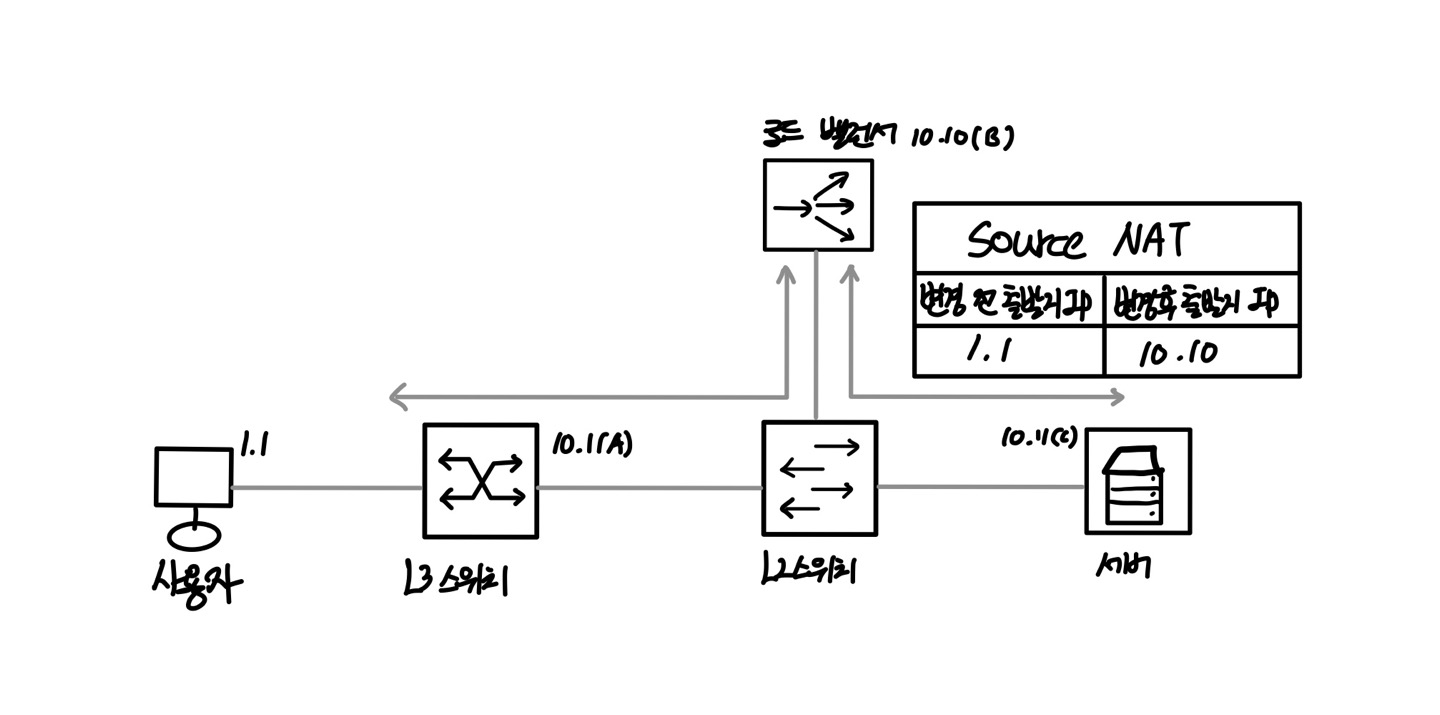 로드 밸런서 10.10(B)
Source NAT
변경 전 출발지 IP
변경 후 출발지 IP
1.1
10.10
1.1
10.1(A)
10.11(C)
사용자
L3 스위치
L2 스위치
서버